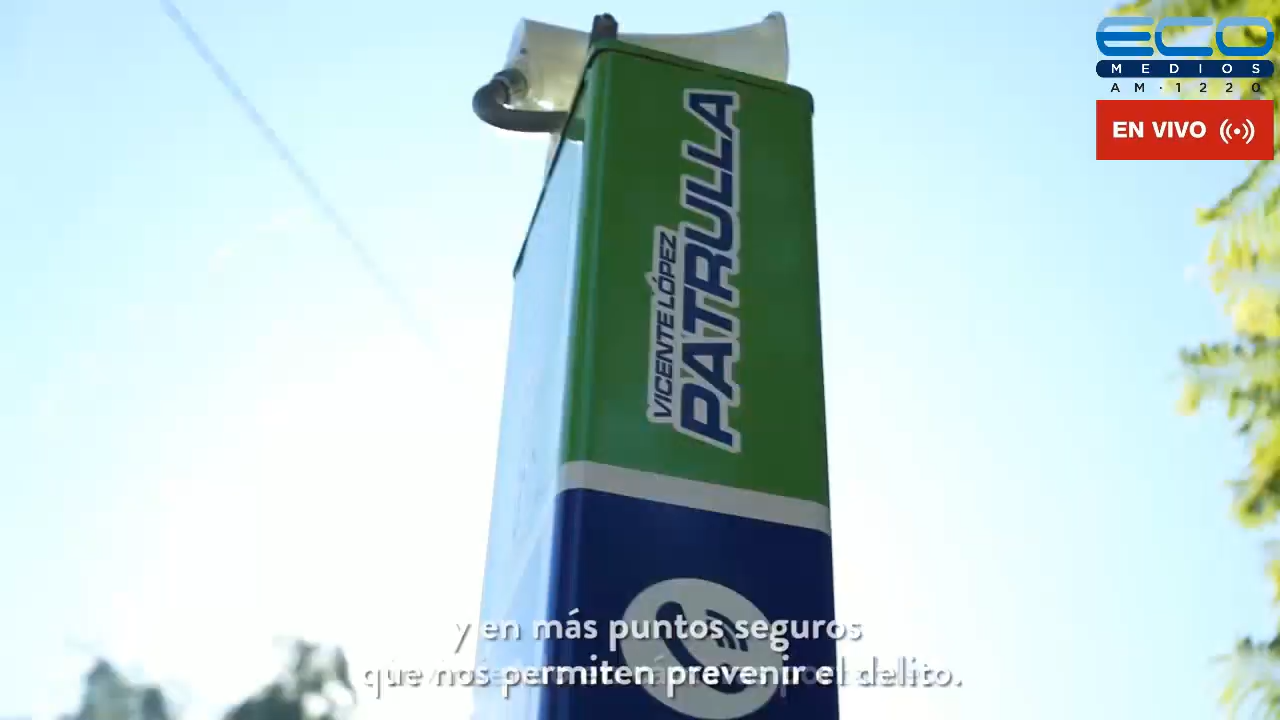 ECO
MEDIOS
AM·1220
EN VIVO
VICENTE LÓPEZ
PATRULLA
y en más puntos seguros
que nos permiten prevenir el delito.